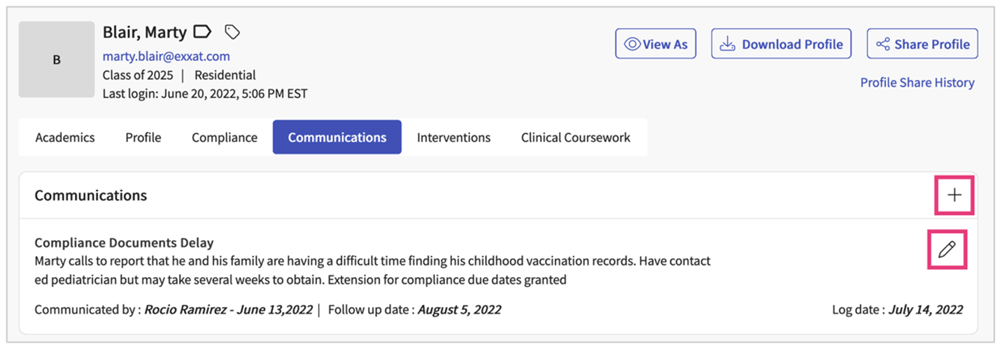 B
Blair, Marty
marty.blair@exxat.com
Class of 2025 | Residential
Last login: June 20, 2022, 5:06 PM EST
View As
Download Profile
Share Profile
Profile Share History
Academics Profile Compliance Communications Interventions Clinical Coursework
Communications
Compliance Documents Delay
Marty calls to report that he and his family are having a difficult time finding his childhood vaccination records. Have contact
ed pediatrician but may take several weeks to obtain. Extension for compliance due dates granted
Communicated by : Rocio Ramirez - June 13,2022 | Follow up date : August 5, 2022 Log date : July 14, 2022